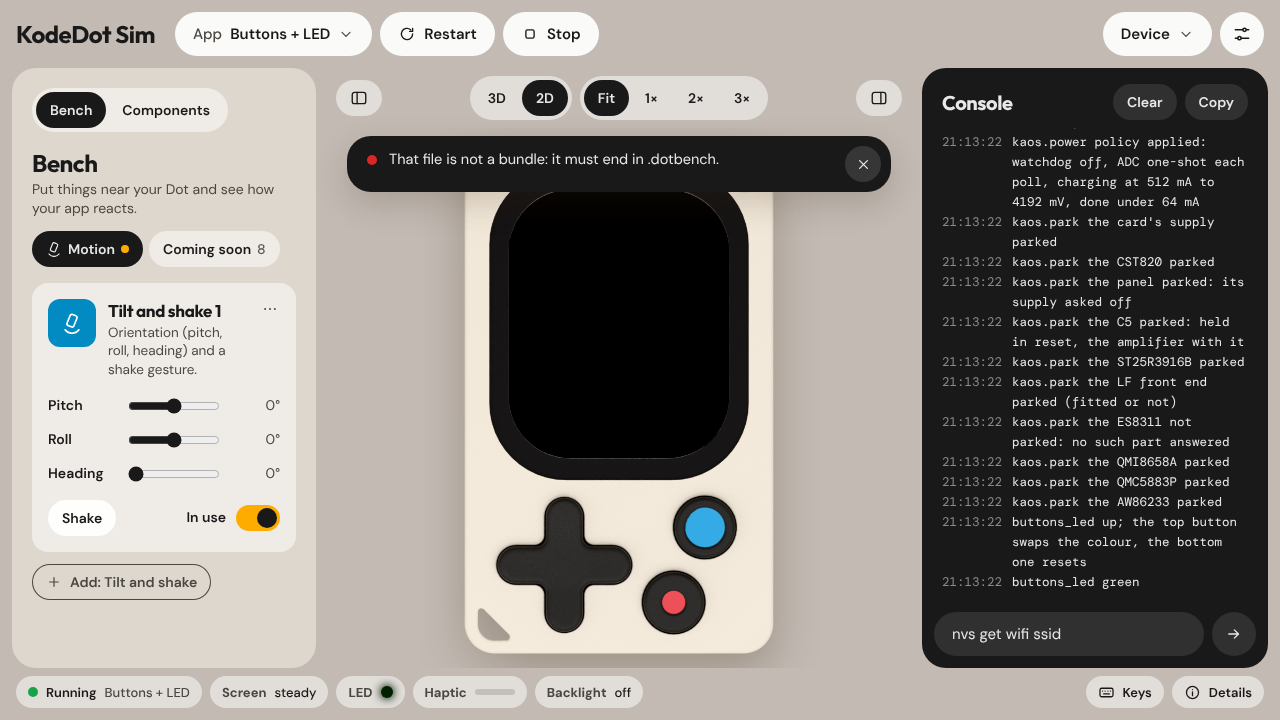 KodeDot Sim
App Buttons + LED
Restart
Stop
Device
Bench
Components
3D
2D
Fit
1×
2×
3×
Console
Clear
Copy
That file is not a bundle: it must end in .dotbench.
Bench
Put things near your Dot and see how
your app reacts.
Motion
Coming soon 8
Tilt and shake 1
...
Orientation (pitch,
roll, heading) and a
shake gesture.
Pitch
0°
Roll
0°
Heading
0°
Shake
In use
Add: Tilt and shake
21:13:22 kaos.power policy applied:
watchdog off, ADC one-shot each
poll, charging at 512 mA to
4192 mV, done under 64 mA
21:13:22 kaos.park the card's supply
parked
21:13:22 kaos.park the CST820 parked
21:13:22 kaos.park the panel parked: its
supply asked off
21:13:22 kaos.park the C5 parked: held
in reset, the amplifier with it
21:13:22 kaos.park the ST25R3916B parked
21:13:22 kaos.park the LF front end
parked (fitted or not)
21:13:22 kaos.park the ES8311 not
parked: no such part answered
21:13:22 kaos.park the QMI8658A parked
21:13:22 kaos.park the QMC5883P parked
21:13:22 kaos.park the AW86233 parked
21:13:22 buttons_led up; the top button
swaps the colour, the bottom
one resets
21:13:22 buttons_led green
nvs get wifi ssid
Running Buttons + LED
Screen steady
LED
Haptic
Backlight off
Keys
Details